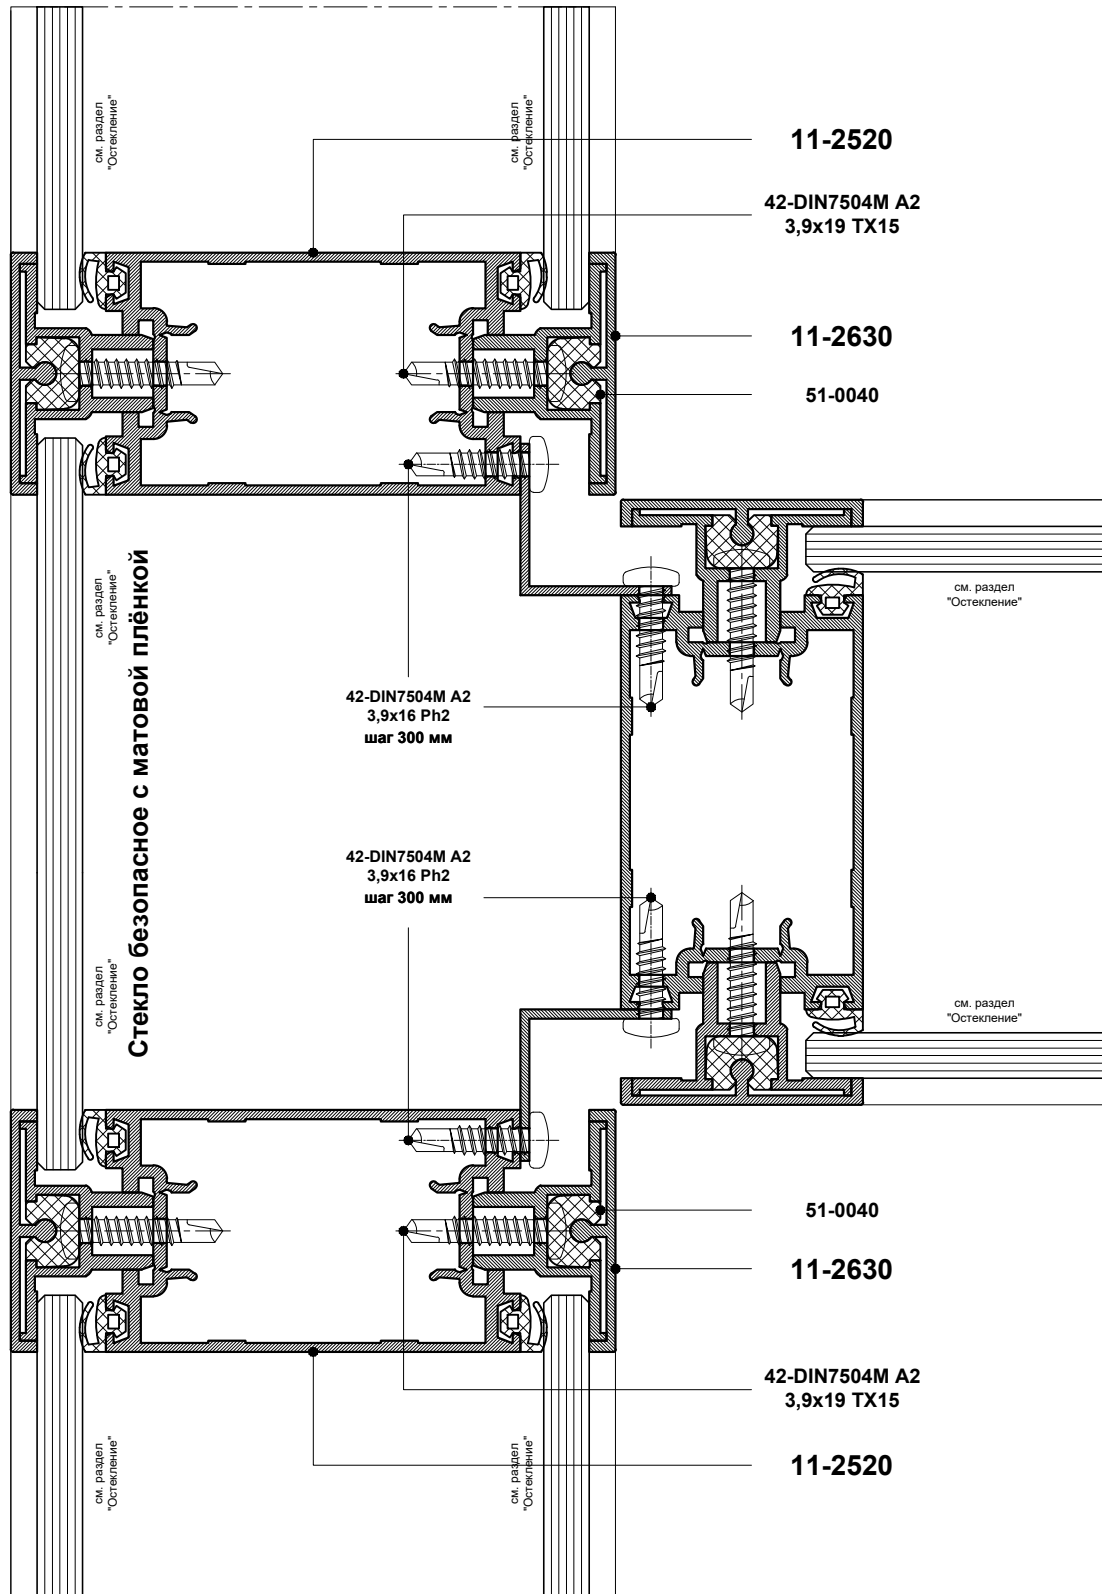 см. раздел
"Остекление"
см. раздел
"Остекление"
11-2520
42-DIN7504M A2
3,9x19 TX15
11-2630
51-0040
см. раздел
"Остекление"
Стекло безопасное с матовой плёнкой
см. раздел
"Остекление"
42-DIN7504M A2
3,9x16 Ph2
шаг 300 мм
42-DIN7504M A2
3,9x16 Ph2
шаг 300 мм
см. раздел
"Остекление"
см. раздел
"Остекление"
51-0040
11-2630
42-DIN7504M A2
3,9x19 TX15
см. раздел
"Остекление"
см. раздел
"Остекление"
11-2520